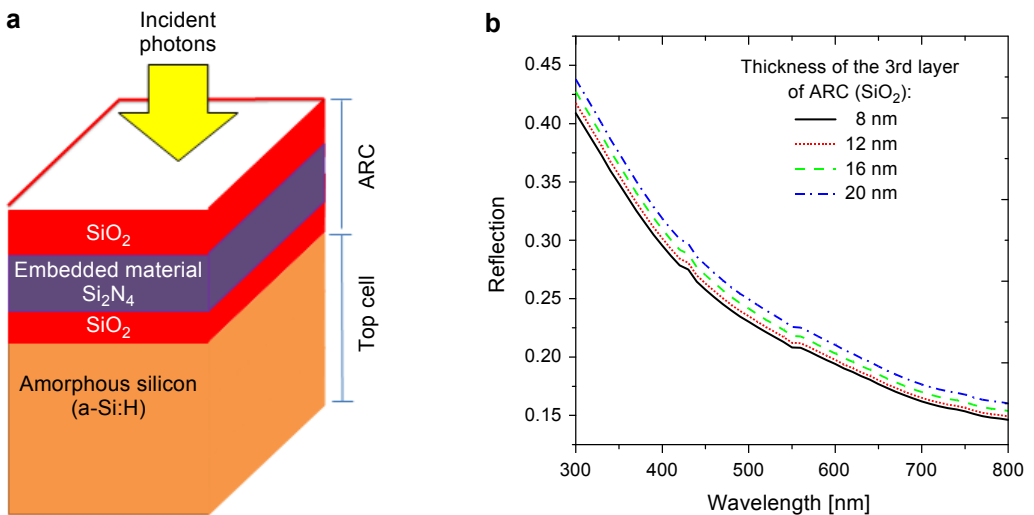 a
Incident
photons
ARC
SiO₂
Embedded material
Si₂N₄
SiO₂
Top cell
Amorphous silicon
(a-Si:H)
b
Thickness of the 3rd layer
of ARC (SiO₂):
8 nm
12 nm
16 nm
20 nm
Reflection
0.45
0.40
0.35
0.30
0.25
0.20
0.15
300 400 500 600 700 800
Wavelength [nm]